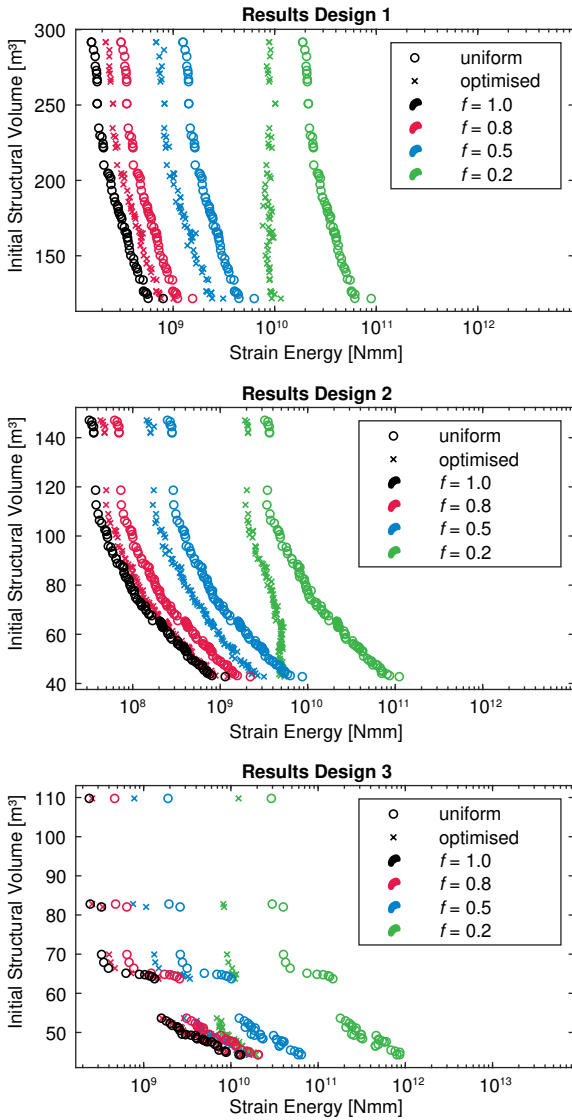 Results Design 1
Initial Structural Volume [m³]
300
250
200
150
uniform
optimised
f = 1.0
f = 0.8
f = 0.5
f = 0.2
10⁹
10¹⁰
10¹¹
10¹²
Strain Energy [Nmm]
Results Design 2
Initial Structural Volume [m³]
140
120
100
80
60
40
uniform
optimised
f = 1.0
f = 0.8
f = 0.5
f = 0.2
10⁸
10⁹
10¹⁰
10¹¹
10¹²
Strain Energy [Nmm]
Results Design 3
Initial Structural Volume [m³]
110
100
90
80
70
60
50
uniform
optimised
f = 1.0
f = 0.8
f = 0.5
f = 0.2
10⁹
10¹⁰
10¹¹
10¹²
10¹³
Strain Energy [Nmm]